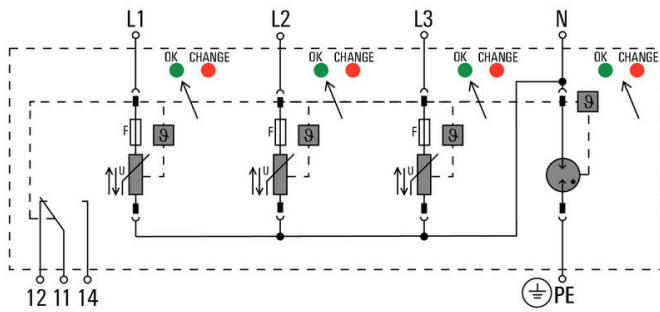 L1 L2 L3 N
OK CHANGE OK CHANGE OK CHANGE OK CHANGE
ϑ
F ϑ F ϑ F ϑ
U U U
12 11 14 PE